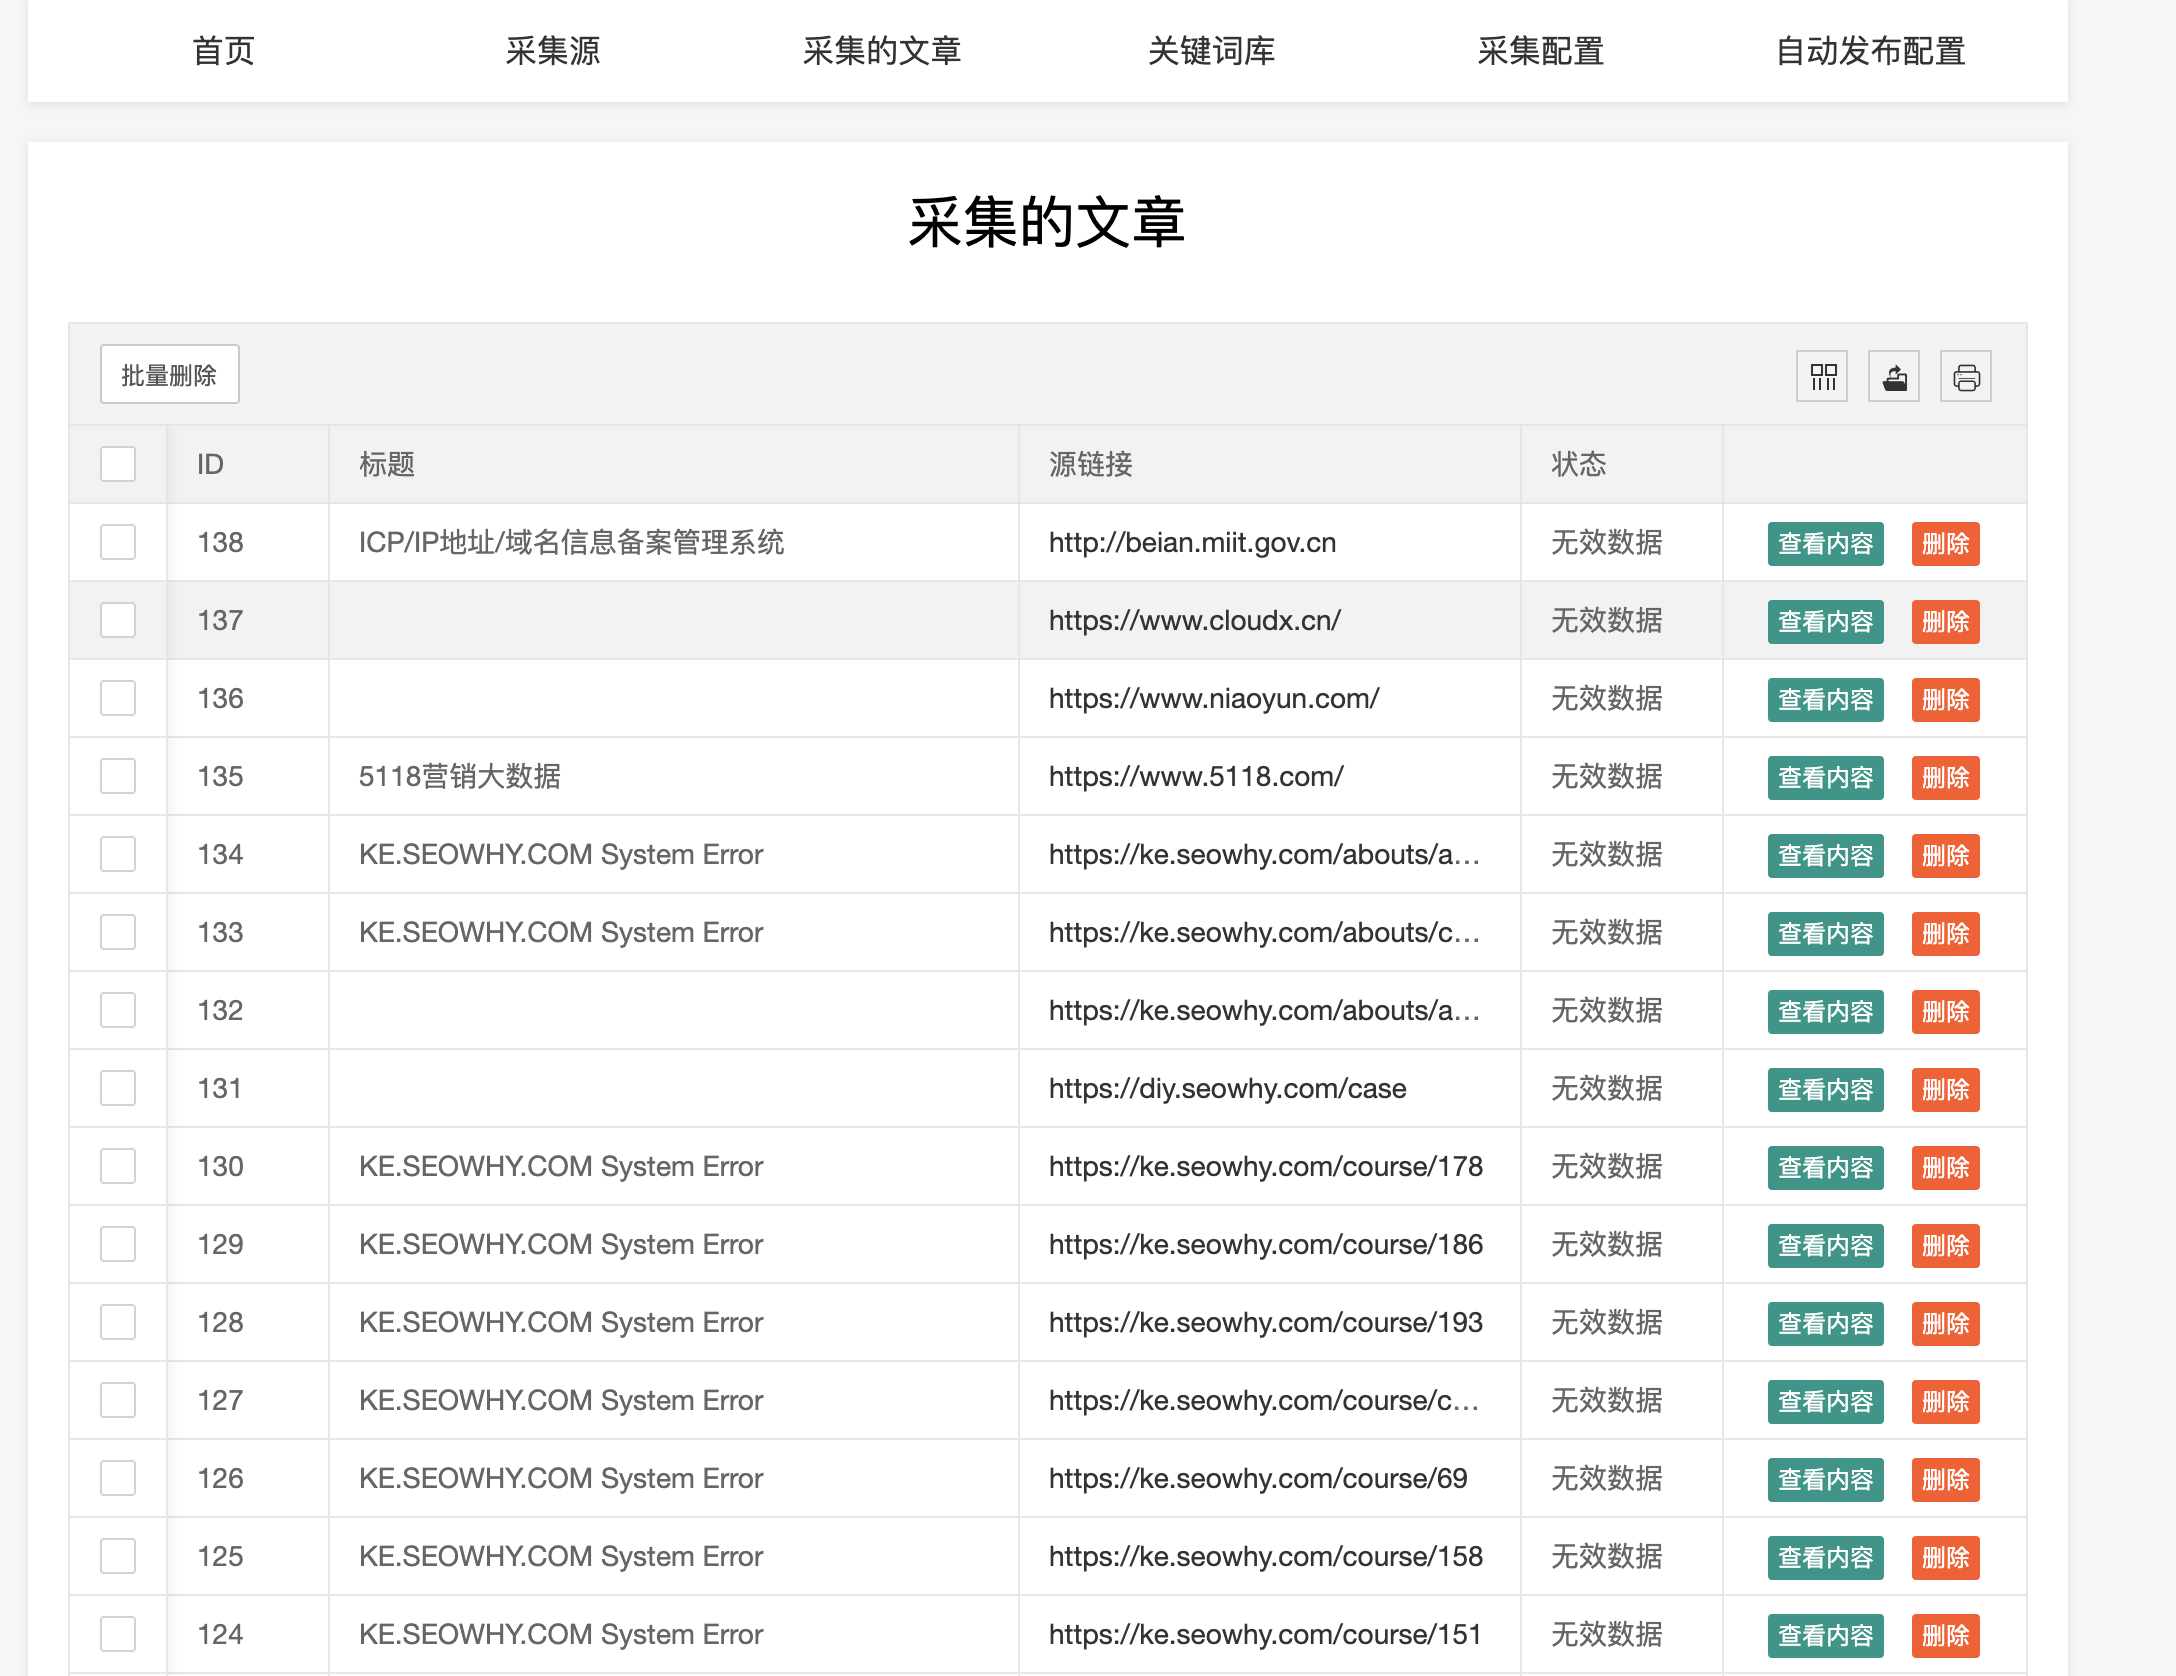 首页 采集源 采集的文章 关键词库 采集配置 自动发布配置
采集的文章
批量删除
ID 标题 源链接 状态
138 ICP/IP地址/域名信息备案管理系统 http://beian.miit.gov.cn 无效数据 查看内容 删除
137 https://www.cloudx.cn/ 无效数据 查看内容 删除
136 https://www.niaoyun.com/ 无效数据 查看内容 删除
135 5118营销大数据 https://www.5118.com/ 无效数据 查看内容 删除
134 KE.SEOWHY.COM System Error https://ke.seowhy.com/abouts/a... 无效数据 查看内容 删除
133 KE.SEOWHY.COM System Error https://ke.seowhy.com/abouts/c... 无效数据 查看内容 删除
132 https://ke.seowhy.com/abouts/a... 无效数据 查看内容 删除
131 https://diy.seowhy.com/case 无效数据 查看内容 删除
130 KE.SEOWHY.COM System Error https://ke.seowhy.com/course/178 无效数据 查看内容 删除
129 KE.SEOWHY.COM System Error https://ke.seowhy.com/course/186 无效数据 查看内容 删除
128 KE.SEOWHY.COM System Error https://ke.seowhy.com/course/193 无效数据 查看内容 删除
127 KE.SEOWHY.COM System Error https://ke.seowhy.com/course/c... 无效数据 查看内容 删除
126 KE.SEOWHY.COM System Error https://ke.seowhy.com/course/69 无效数据 查看内容 删除
125 KE.SEOWHY.COM System Error https://ke.seowhy.com/course/158 无效数据 查看内容 删除
124 KE.SEOWHY.COM System Error https://ke.seowhy.com/course/151 无效数据 查看内容 删除